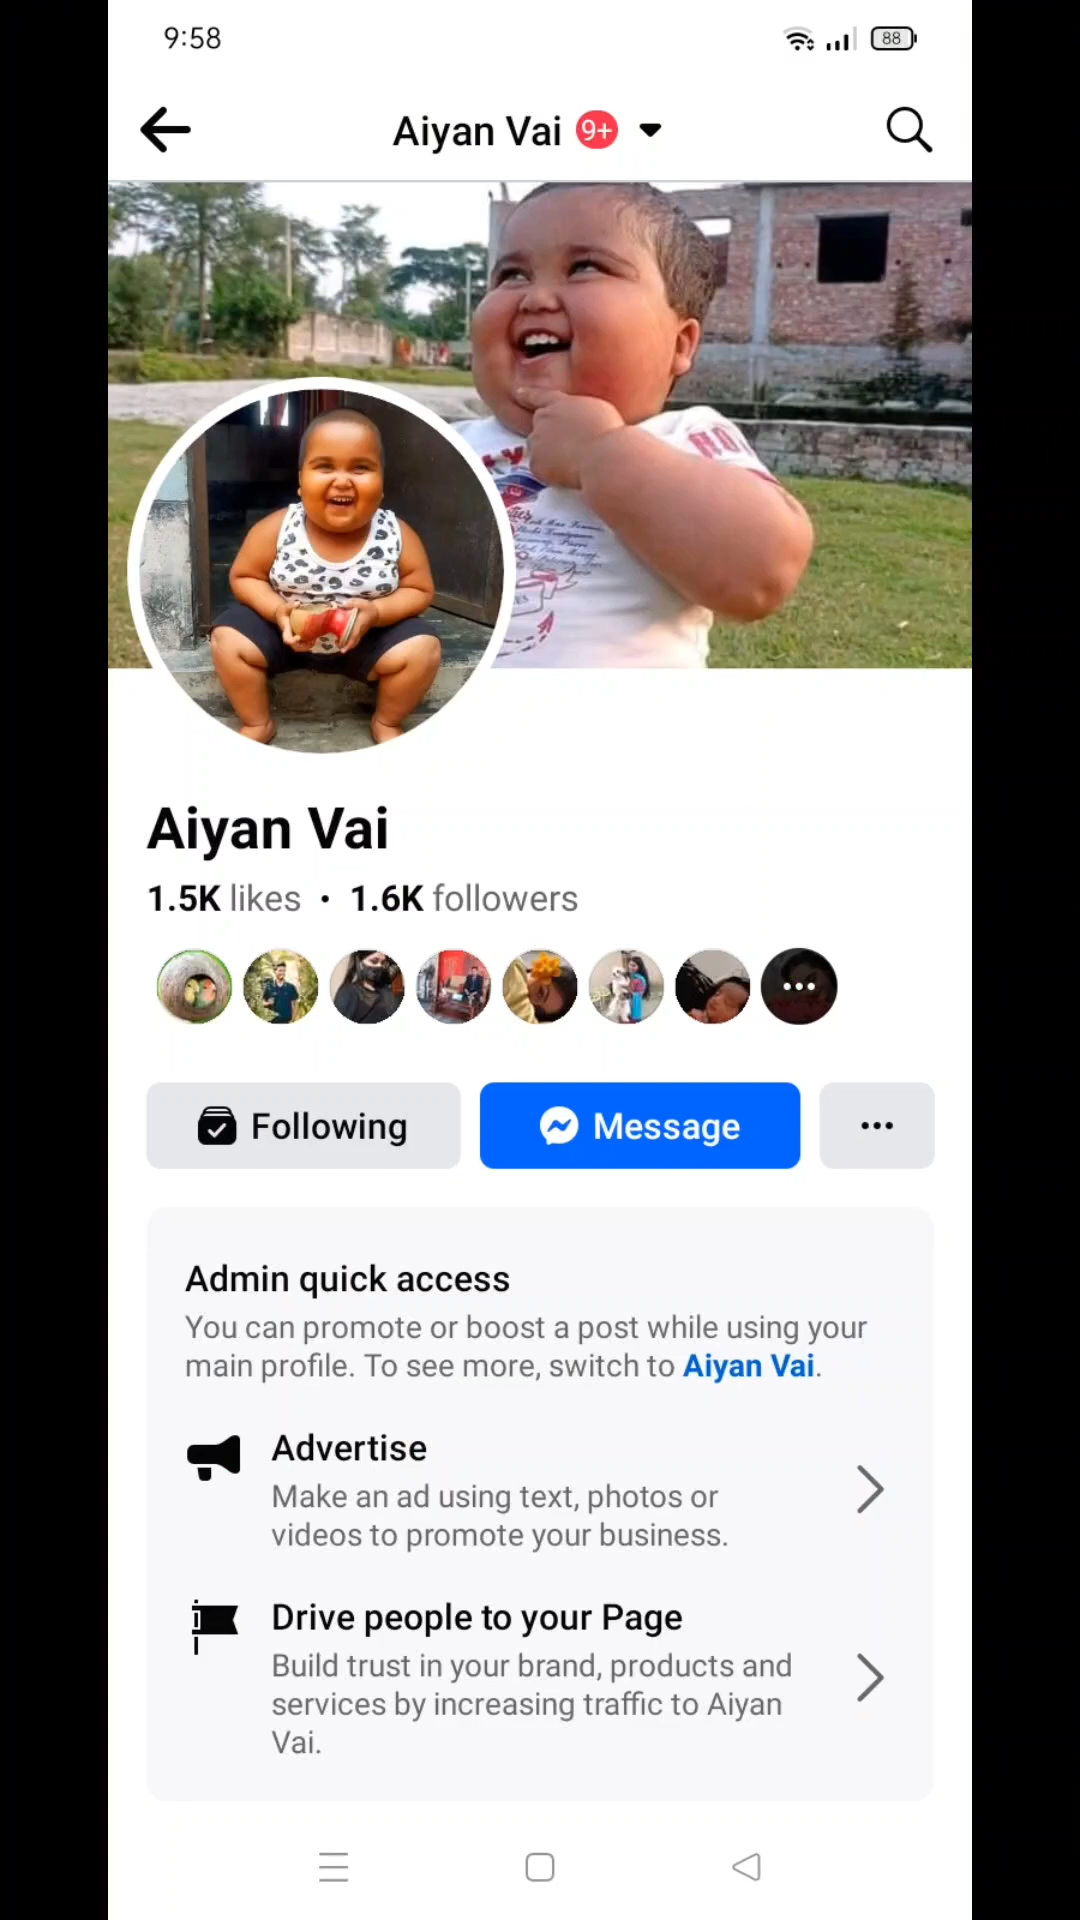 9:58
88
Aiyan Vai 9+
Aiyan Vai
1.5K likes • 1.6K followers
Following
Message
Admin quick access
You can promote or boost a post while using your
main profile. To see more, switch to Aiyan Vai.
Advertise
Make an ad using text, photos or
videos to promote your business.
Drive people to your Page
Build trust in your brand, products and
services by increasing traffic to Aiyan
Vai.